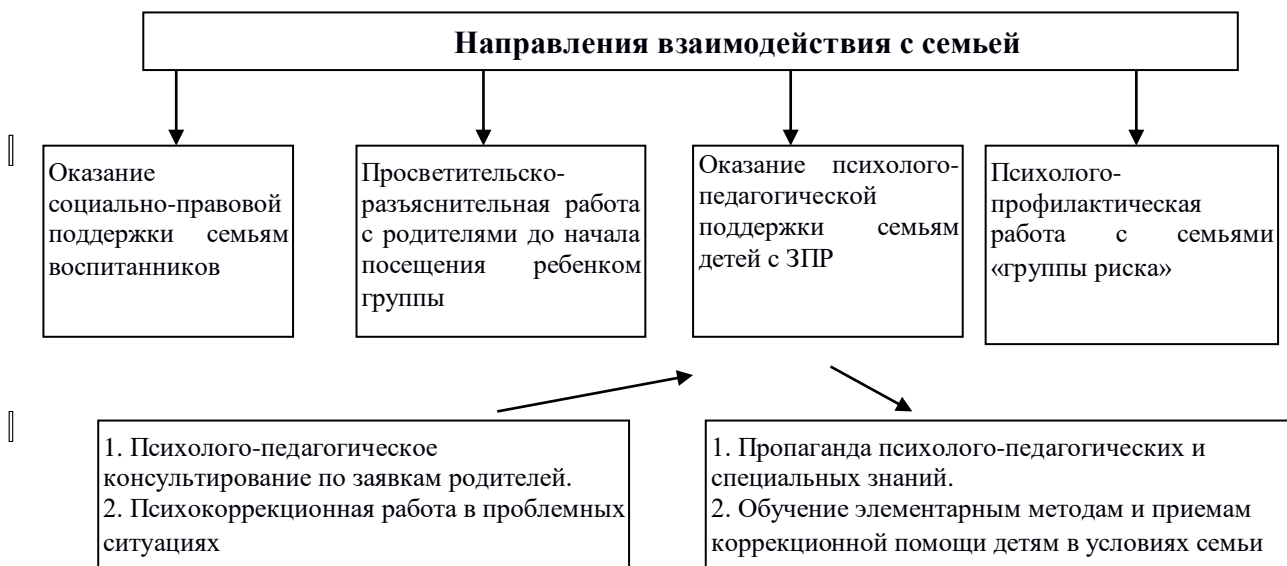 Направления взаимодействия с семьей
Оказание
социально-правовой
поддержки семьям
воспитанников
Просветительско-
разъяснительная работа
с родителями до начала
посещения ребенком
группы
Оказание психолого-
педагогической
поддержки семьям
детей с ЗПР
Психолого-
профилактическая
работа с семьями
«группы риска»
1. Психолого-педагогическое
консультирование по заявкам родителей.
2. Психокоррекционная работа в проблемных
ситуациях
1. Пропаганда психолого-педагогических и
специальных знаний.
2. Обучение элементарным методам и приемам
коррекционной помощи детям в условиях семьи